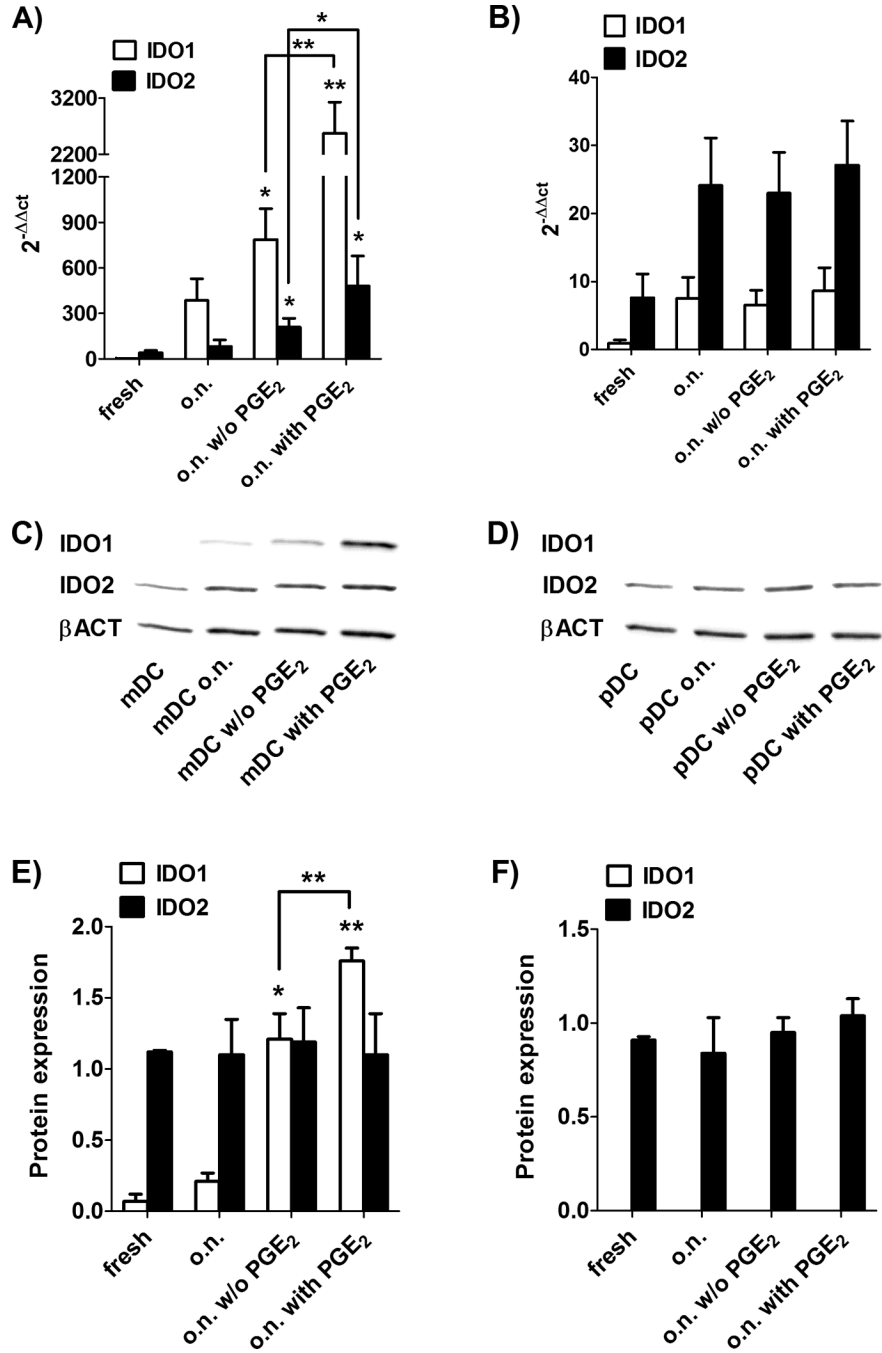 A)
IDO1
IDO2
2^-ΔΔct
3200
2200
1200
900
600
300
0
*
*
**
*
**
*
fresh
o.n.
o.n. w/o PGE₂
o.n. with PGE₂
B)
IDO1
IDO2
2^-ΔΔct
40
30
20
10
0
fresh
o.n.
o.n. w/o PGE₂
o.n. with PGE₂
C)
IDO1
IDO2
βACT
mDC
mDC o.n.
mDC w/o PGE₂
mDC with PGE₂
D)
IDO1
IDO2
βACT
pDC
pDC o.n.
pDC w/o PGE₂
pDC with PGE₂
E)
IDO1
IDO2
Protein expression
2.0
1.5
1.0
0.5
0.0
*
**
**
fresh
o.n.
o.n. w/o PGE₂
o.n. with PGE₂
F)
IDO1
IDO2
Protein expression
1.5
1.0
0.5
0.0
fresh
o.n.
o.n. w/o PGE₂
o.n. with PGE₂